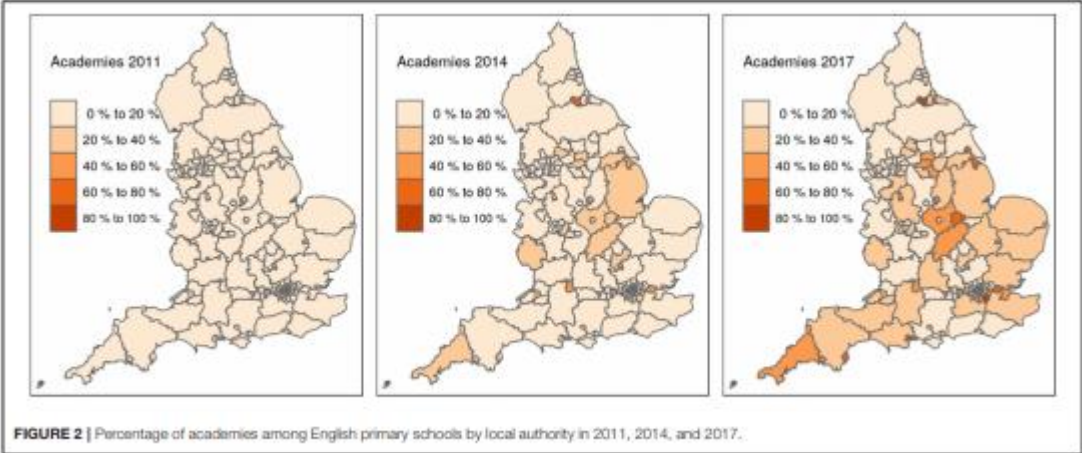 Academies 2011
0 % to 20 %
20 % to 40 %
40 % to 60 %
60 % to 80 %
80 % to 100 %
Academies 2014
0 % to 20 %
20 % to 40 %
40 % to 60 %
60 % to 80 %
80 % to 100 %
Academies 2017
0 % to 20 %
20 % to 40 %
40 % to 60 %
60 % to 80 %
80 % to 100 %
FIGURE 2 | Percentage of academies among English primary schools by local authority in 2011, 2014, and 2017.